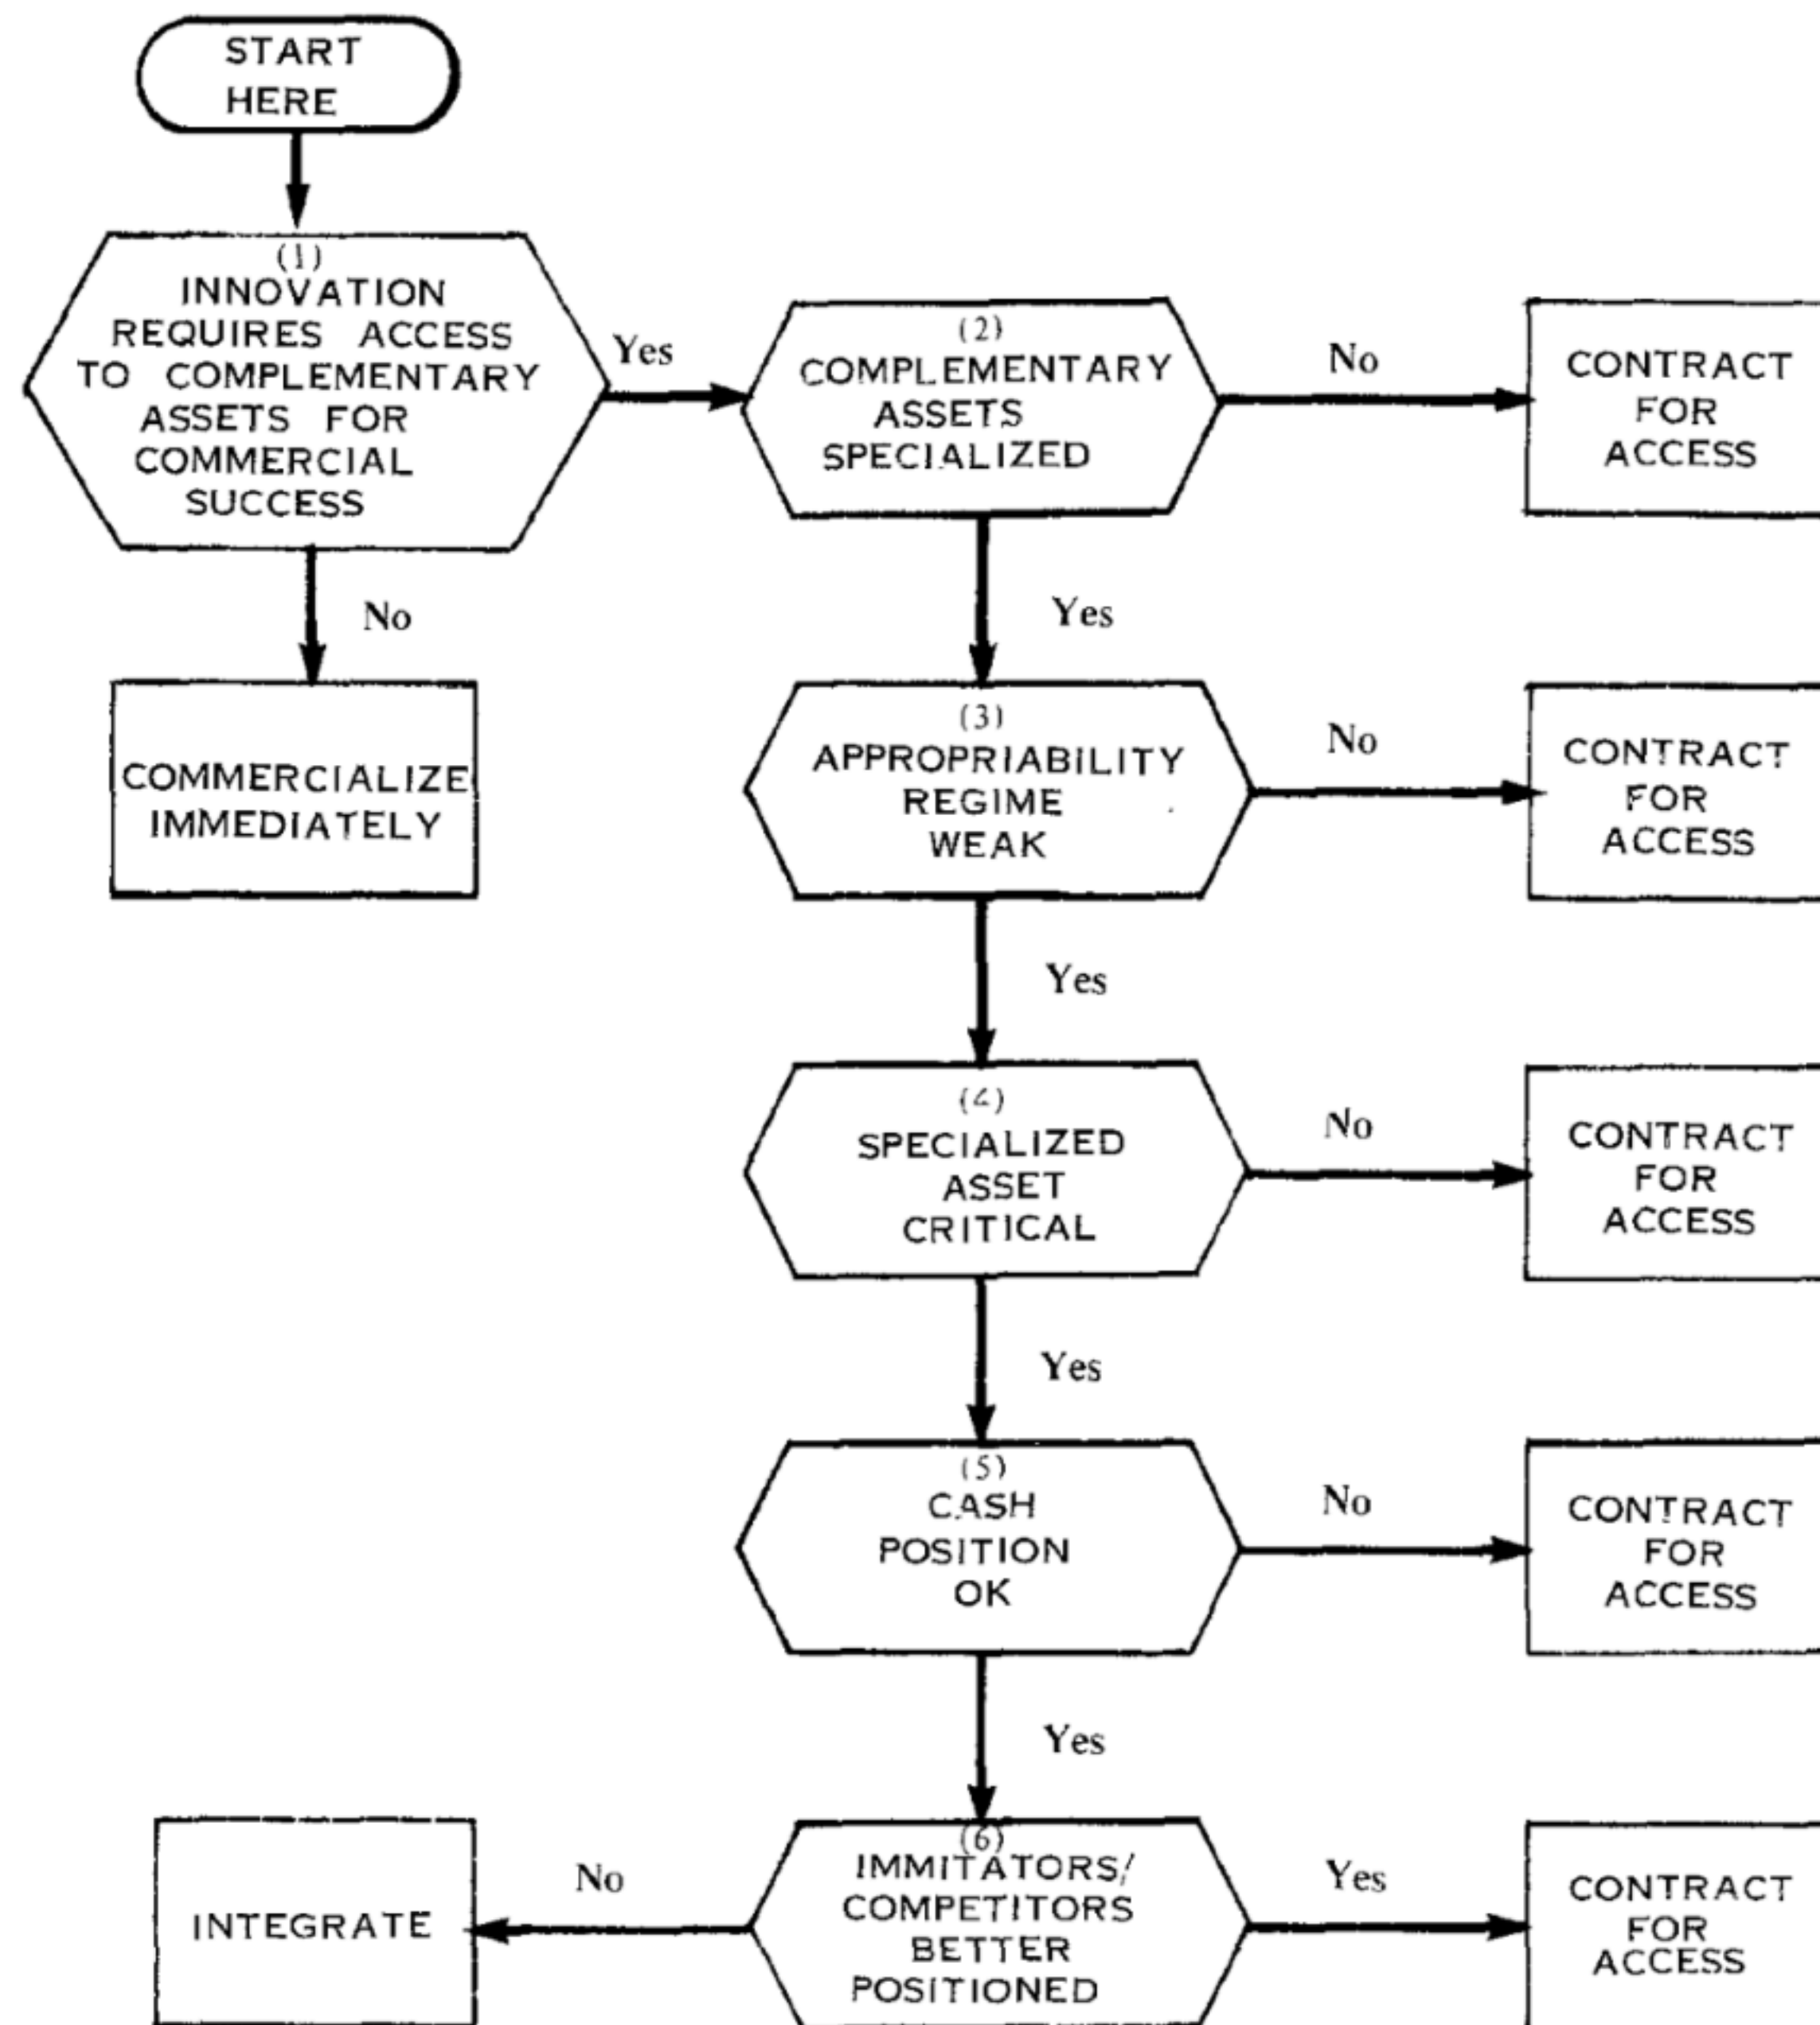 START
HERE
(1)
INNOVATION
REQUIRES ACCESS
TO COMPLEMENTARY
ASSETS FOR
COMMERCIAL
SUCCESS
Yes
(2)
COMPLEMENTARY
ASSETS
SPECIALIZED
No
CONTRACT
FOR
ACCESS
No
Yes
COMMERCIALIZE
IMMEDIATELY
(3)
APPROPRIABILITY
REGIME
WEAK
No
CONTRACT
FOR
ACCESS
Yes
(4)
SPECIALIZED
ASSET
CRITICAL
No
CONTRACT
FOR
ACCESS
Yes
(5)
CASH
POSITION
OK
No
CONTRACT
FOR
ACCESS
Yes
INTEGRATE
No
(6)
IMMITATORS/
COMPETITORS
BETTER
POSITIONED
Yes
CONTRACT
FOR
ACCESS